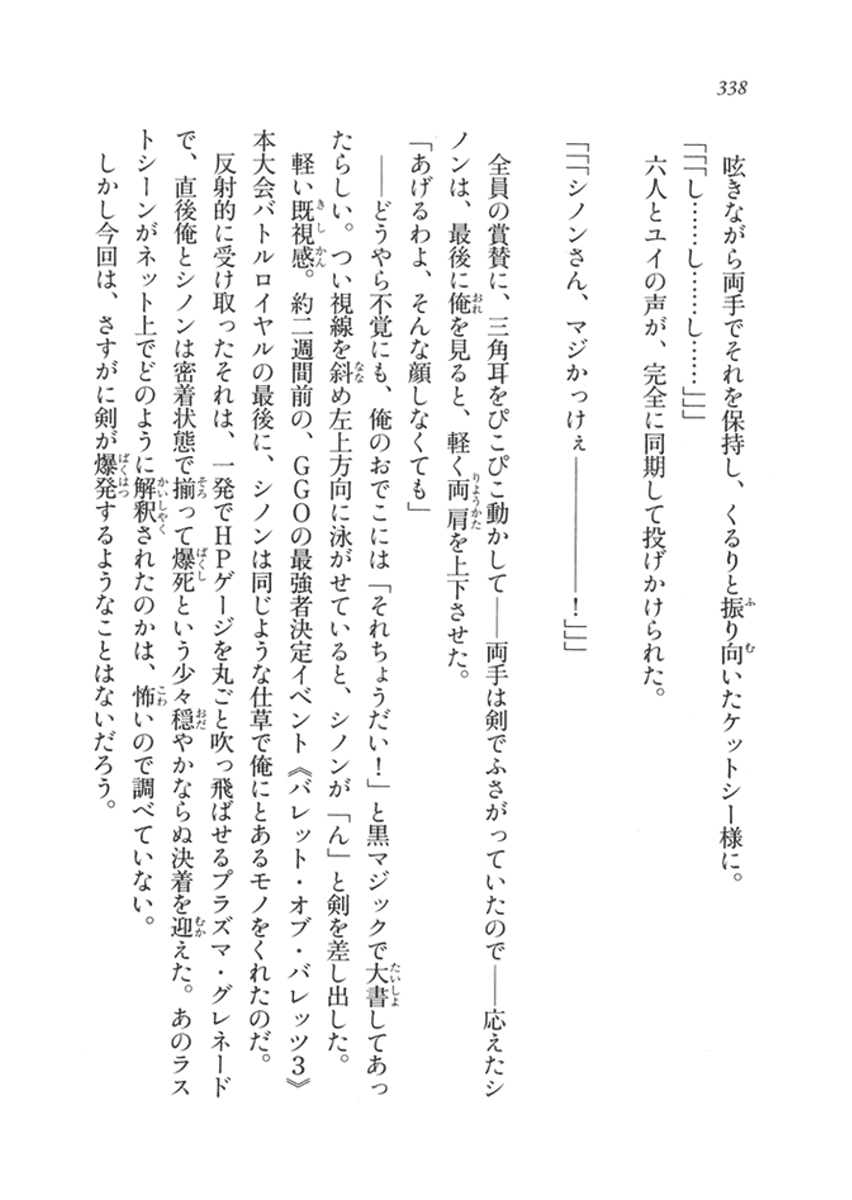 338
呟きながら両手でそれを保持し、くるりと振り向いたケットシー様に。
「「「し……し……し……」」」
六人とユイの声が、完全に同期して投げかけられた。
「「「シノンさん、マジかっけぇ――――――！」」」
全員の賞賛に、三角耳をぴこぴこ動かして――両手は剣でふさがっていたので――応えたシ
ノンは、最後に俺を見ると、軽く両肩を上下させた。
「あげるわよ、そんな顔しなくても」
――どうやら不覚にも、俺のおでこには「それちょうだい！」と黒マジックで大書してあっ
たらしい。つい視線を斜め左上方向に泳がせていると、シノンが「ん」と剣を差し出した。
軽い既視感。約二週間前の、ＧＧＯの最強者決定イベント《バレット・オブ・バレッツ３》
本大会バトルロイヤルの最後に、シノンは同じような仕草で俺にとあるモノをくれたのだ。
反射的に受け取ったそれは、一発でＨＰゲージを丸ごと吹っ飛ばせるプラズマ・グレネード
で、直後俺とシノンは密着状態で揃って爆死という少々穏やかならぬ決着を迎えた。あのラス
トシーンがネット上でどのように解釈されたのかは、怖いので調べていない。
しかし今回は、さすがに剣が爆発するようなことはないだろう。